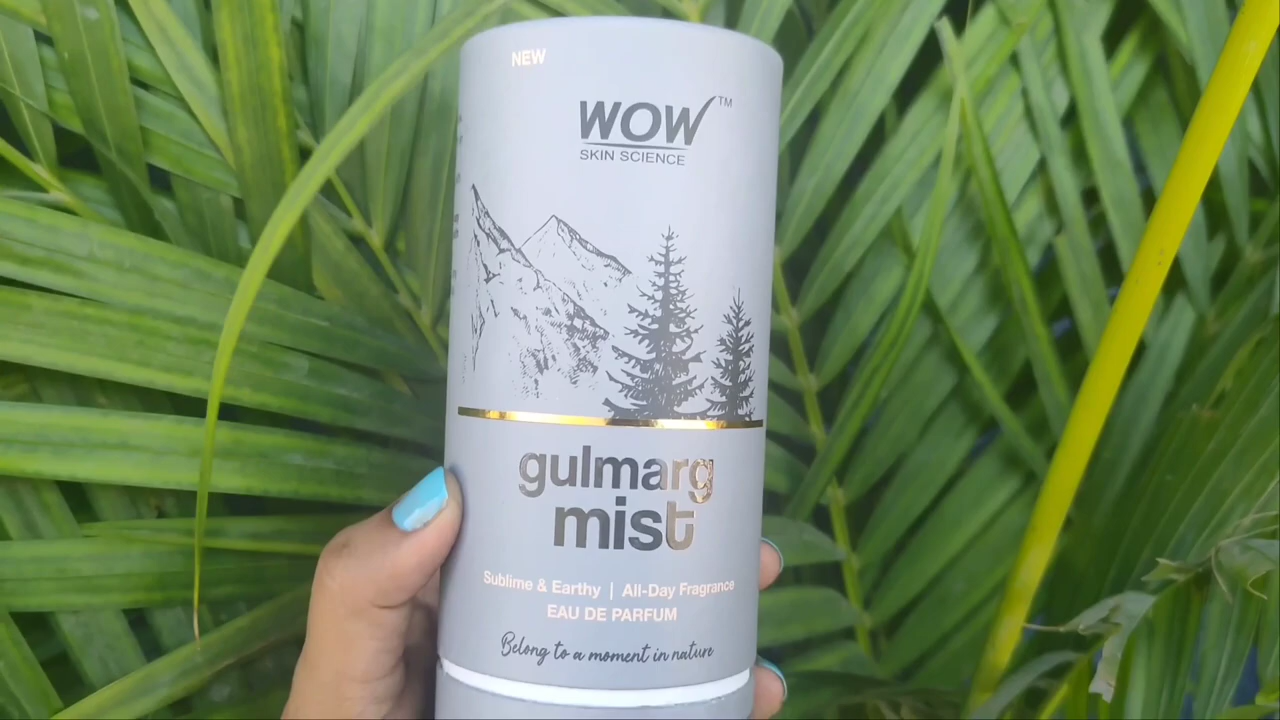 NEW
WOW™
SKIN SCIENCE
gulmarg
mist
Sublime & Earthy | All-Day Fragrance
EAU DE PARFUM
Belong to a moment in nature